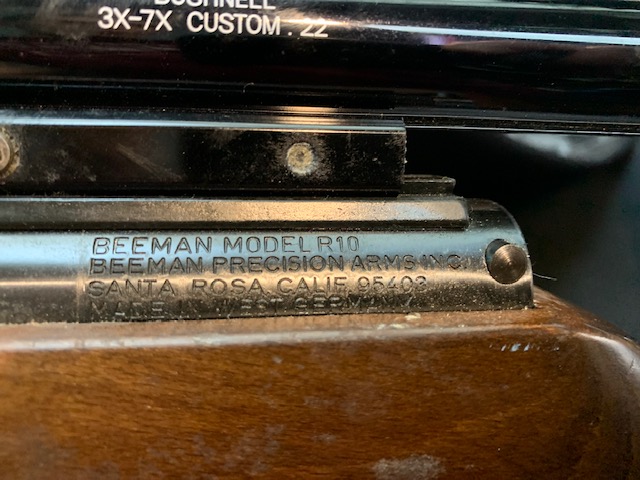 BUSHNELL
3X-7X CUSTOM .22
BEEMAN MODEL R10
BEEMAN PRECISION ARMS INC.
SANTA ROSA CALIF. 95403
MADE IN WEST GERMANY